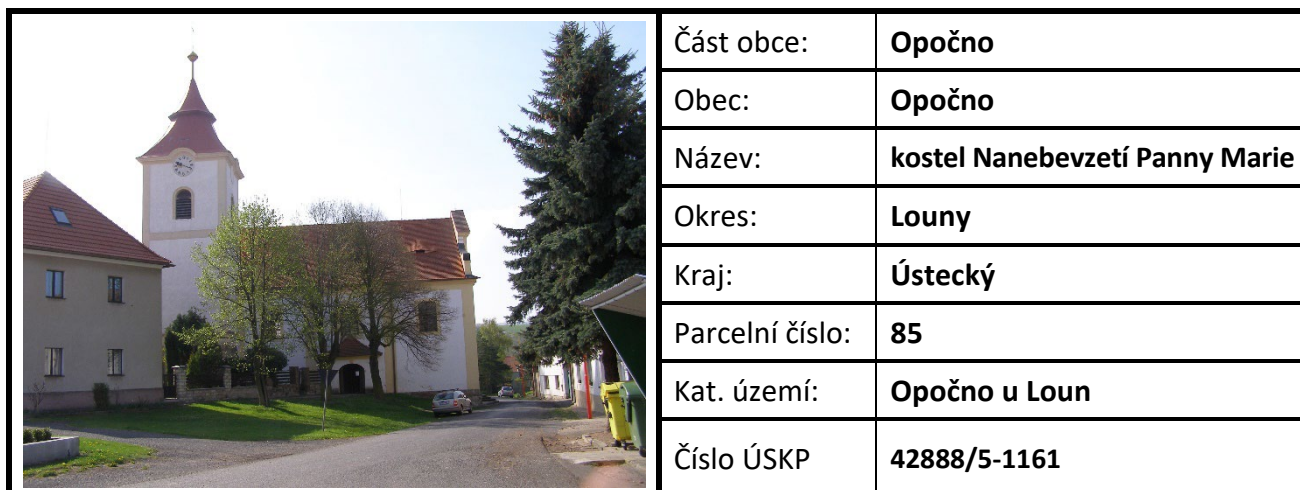 Část obce: Opočno
Obec: Opočno
Název: kostel Nanebevzetí Panny Marie
Okres: Louny
Kraj: Ústecký
Parcelní číslo: 85
Kat. území: Opočno u Loun
Číslo ÚSKP 42888/5-1161